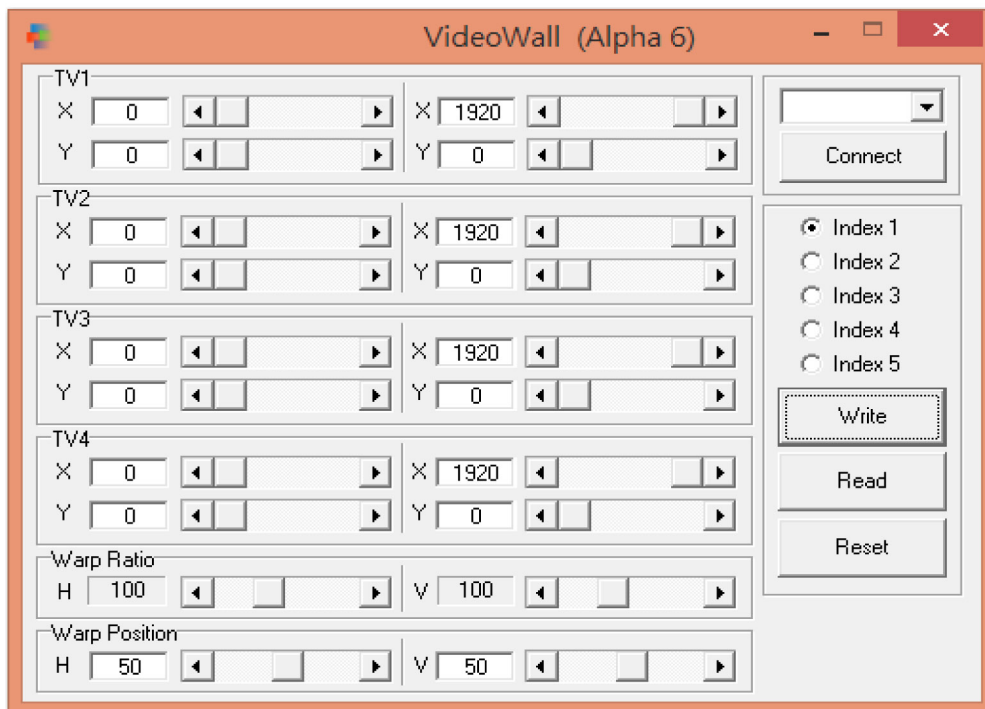 VideoWall (Alpha 6)
TV1
X 0 X 1920
Y 0 Y 0
TV2
X 0 X 1920
Y 0 Y 0
TV3
X 0 X 1920
Y 0 Y 0
TV4
X 0 X 1920
Y 0 Y 0
Warp Ratio
H 100 V 100
Warp Position
H 50 V 50
Connect
Index 1
Index 2
Index 3
Index 4
Index 5
Write
Read
Reset